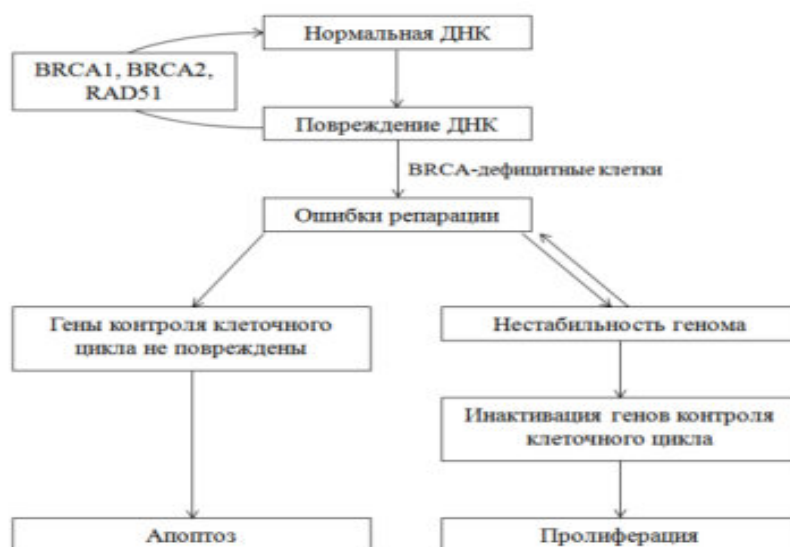 Нормальная ДНК
BRCA1, BRCA2,
RAD51
Повреждение ДНК
BRCA-дефицитные клетки
Ошибки репарации
Гены контроля клеточного
цикла не повреждены
Нестабильность генома
Инактивация генов контроля
клеточного цикла
Апоптоз
Пролиферация